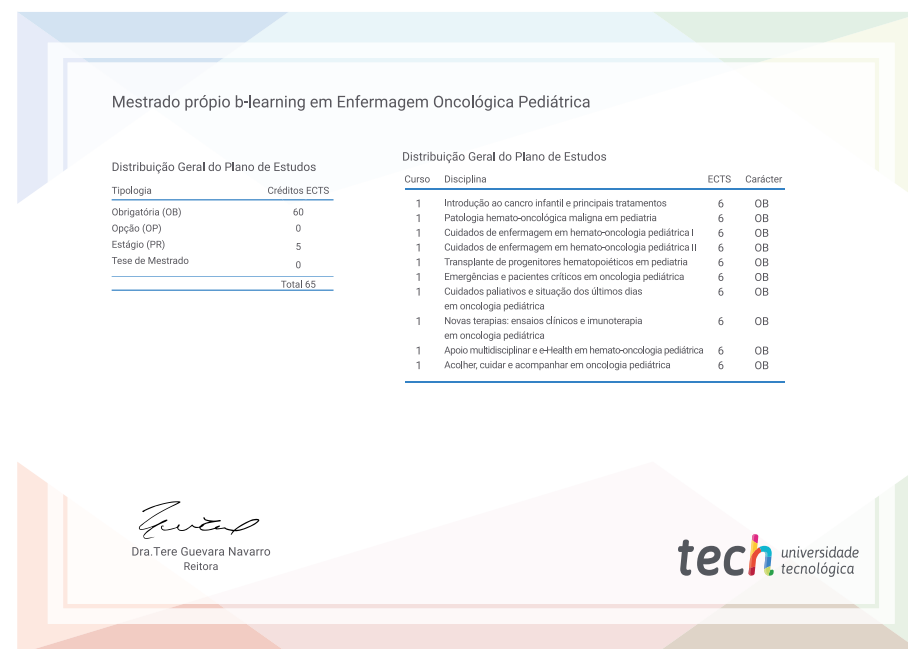 Mestrado própio b-learning em Enfermagem Oncológica Pediátrica
Distribuição Geral do Plano de Estudos
Tipologia Créditos ECTS
Obrigatória (OB) 60
Opção (OP) 0
Estágio (PR) 5
Tese de Mestrado 0
Total 65
Distribuição Geral do Plano de Estudos
Curso Disciplina ECTS Carácter
1 Introdução ao cancro infantil e principais tratamentos 6 OB
1 Patologia hemato-oncológica maligna em pediatria 6 OB
1 Cuidados de enfermagem em hemato-oncologia pediátrica I 6 OB
1 Cuidados de enfermagem em hemato-oncologia pediátrica II 6 OB
1 Transplante de progenitores hematopoiéticos em pediatria 6 OB
1 Emergências e pacientes críticos em oncologia pediátrica 6 OB
1 Cuidados paliativos e situação dos últimos dias 6 OB
em oncologia pediátrica
1 Novas terapias: ensaios clínicos e imunoterapia 6 OB
em oncologia pediátrica
1 Apoio multidisciplinar e e-Health em hemato-oncologia pediátrica 6 OB
1 Acolher, cuidar e acompanhar em oncologia pediátrica 6 OB
Dra.Tere Guevara Navarro
Reitora
tech universidade
tecnológica